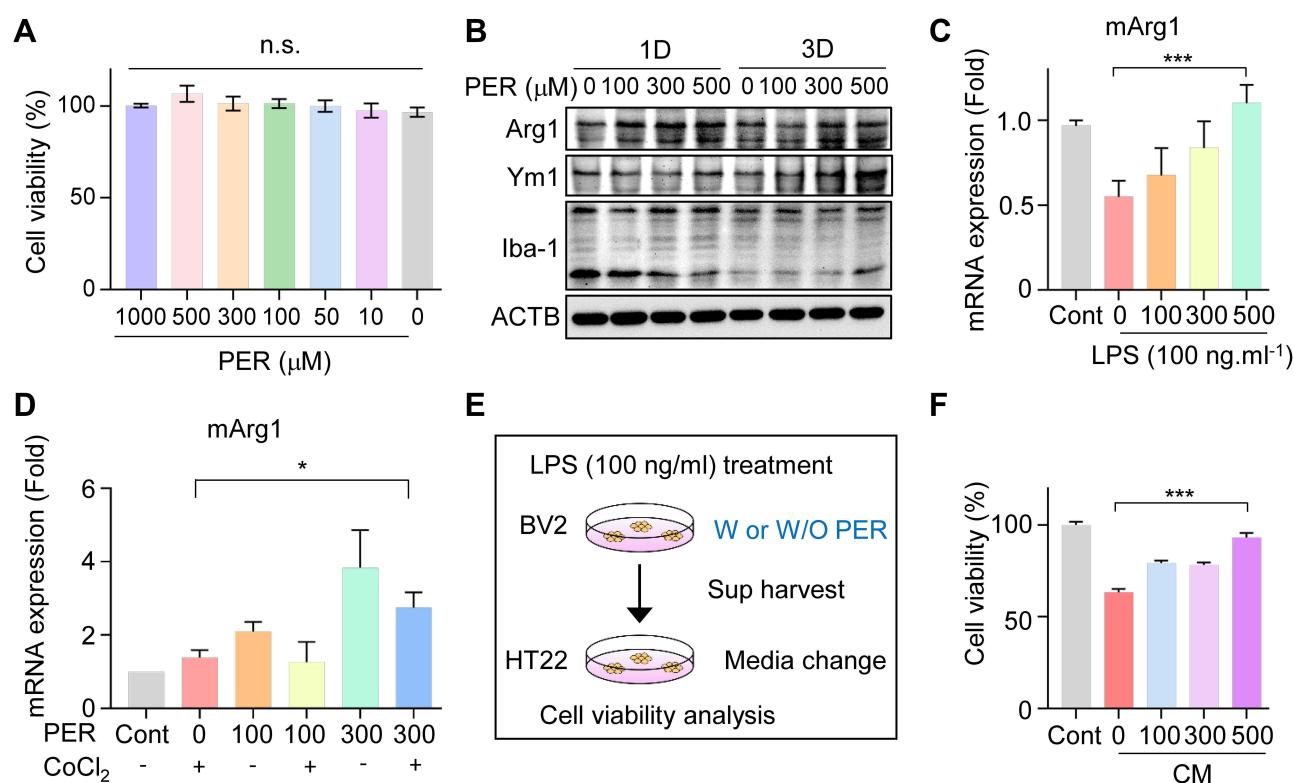 A
n.s.
Cell viability (%)
100
50
0
1000 500 300 100 50 10 0
PER (μM)
B
1D 3D
PER (μM) 0 100 300 500 0 100 300 500
Arg1
Ym1
Iba-1
ACTB
C
mArg1
***
mRNA expression (Fold)
1.0
0.5
0
Cont 0 100 300 500
LPS (100 ng.ml-1)
D
mArg1
*
mRNA expression (Fold)
6
4
2
0
PER Cont 0 100 100 300 300
CoCl2 - + - + - +
E
LPS (100 ng/ml) treatment
BV2 W or W/O PER
Sup harvest
HT22 Media change
Cell viability analysis
F
***
Cell viability (%)
100
50
0
Cont 0 100 300 500
CM